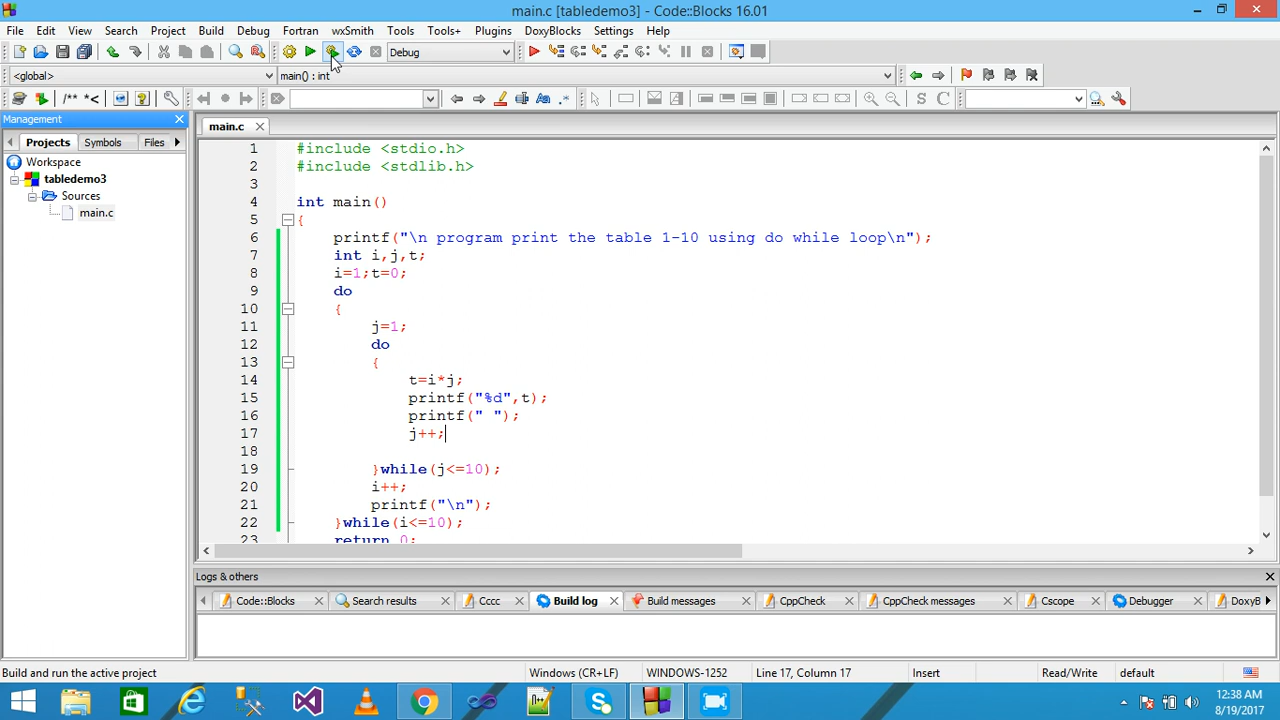 main.c [tabledemo3] - Code::Blocks 16.01
File Edit View Search Project Build Debug Fortran wxSmith Tools Tools+ Plugins DoxyBlocks Settings Help
Debug
<global> main() : int
/** *<
S C
Management
main.c
Projects Symbols Files
Workspace
tabledemo3
Sources
main.c
1 #include <stdio.h>
2 #include <stdlib.h>
3
4 int main()
5 {
6 printf("\n program print the table 1-10 using do while loop\n");
7 int i,j,t;
8 i=1;t=0;
9 do
10 {
11 j=1;
12 do
13 {
14 t=i*j;
15 printf("%d",t);
16 printf(" ");
17 j++;
18
19 }while(j<=10);
20 i++;
21 printf("\n");
22 }while(i<=10);
23 return 0;
Logs & others
Code::Blocks Search results Cccc Build log Build messages CppCheck CppCheck messages Cscope Debugger DoxyB
Build and run the active project Windows (CR+LF) WINDOWS-1252 Line 17, Column 17 Insert Read/Write default
12:38 AM
8/19/2017